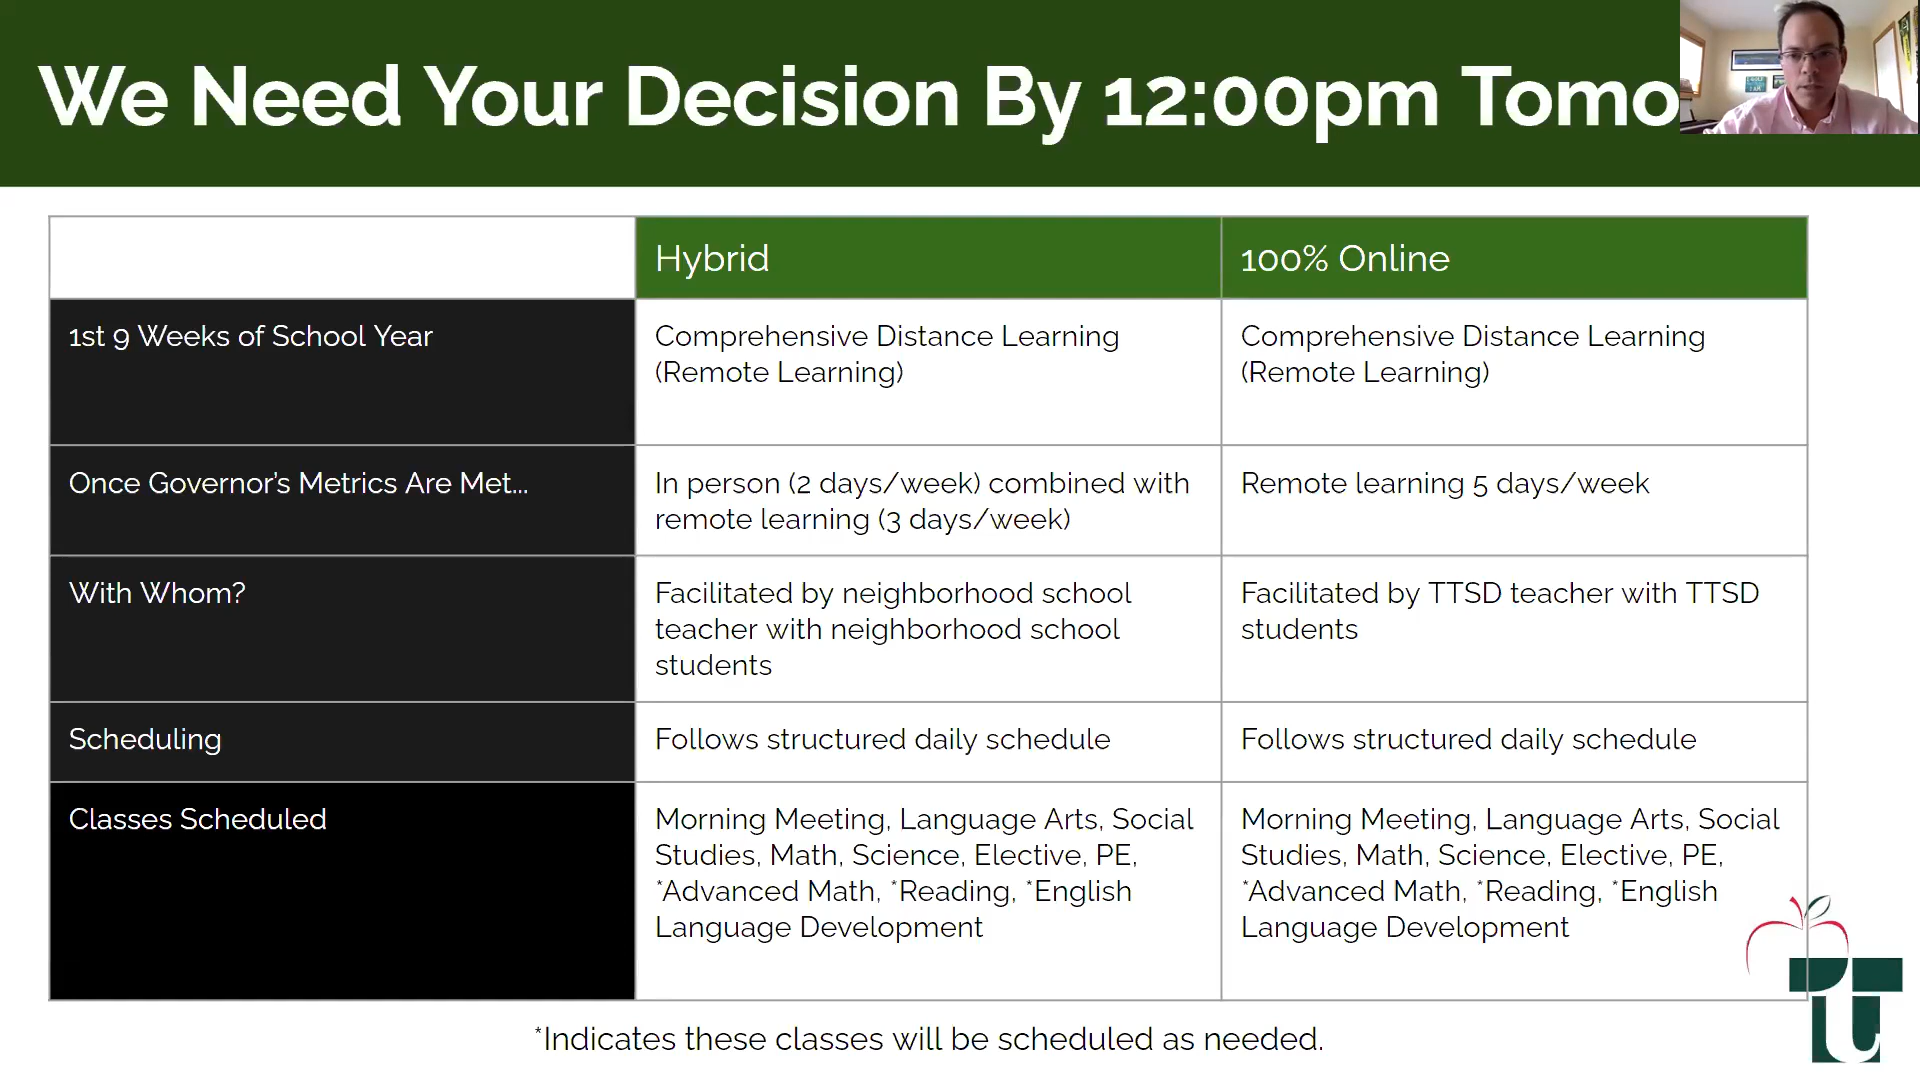 We Need Your Decision By 12:00pm Tomo
Hybrid
100% Online
1st 9 Weeks of School Year
Comprehensive Distance Learning
(Remote Learning)
Comprehensive Distance Learning
(Remote Learning)
Once Governor's Metrics Are Met...
In person (2 days/week) combined with
remote learning (3 days/week)
Remote learning 5 days/week
With Whom?
Facilitated by neighborhood school
teacher with neighborhood school
students
Facilitated by TTSD teacher with TTSD
students
Scheduling
Follows structured daily schedule
Follows structured daily schedule
Classes Scheduled
Morning Meeting, Language Arts, Social
Studies, Math, Science, Elective, PE,
*Advanced Math, *Reading, *English
Language Development
Morning Meeting, Language Arts, Social
Studies, Math, Science, Elective, PE,
*Advanced Math, *Reading, *English
Language Development
*Indicates these classes will be scheduled as needed.